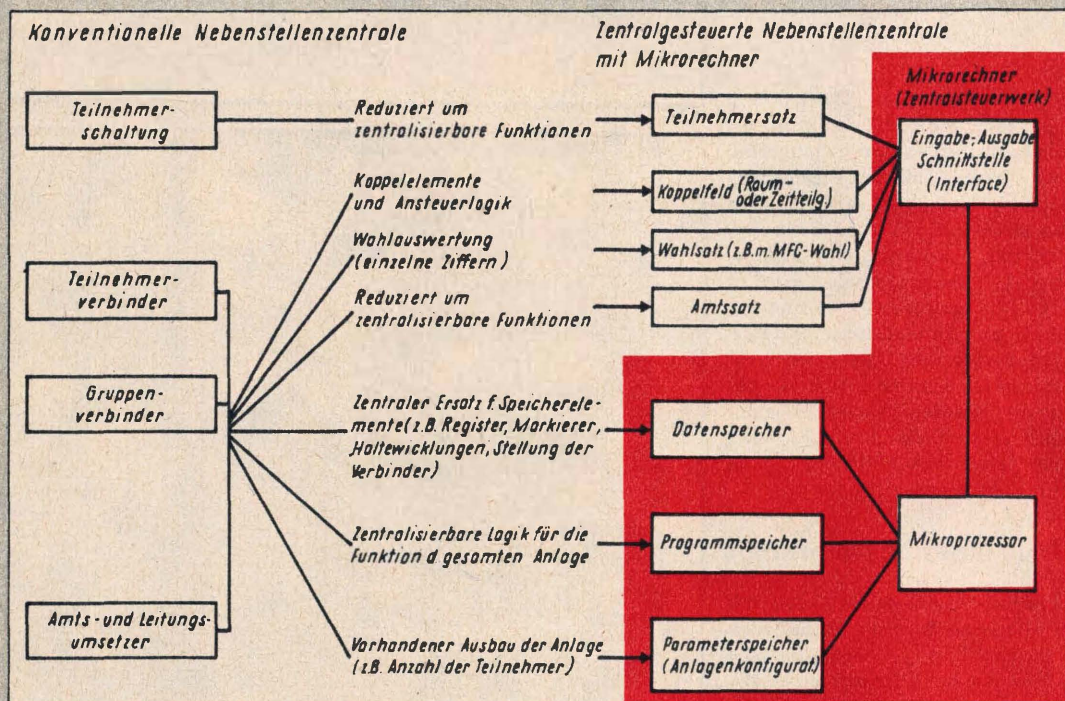 Konventionelle Nebenstellenzentrale
Zentralgesteuerte Nebenstellenzentrale
mit Mikrorechner
Mikrorechner
(Zentralsteuerwerk)
Teilnehmer-
schaltung
Reduziert um
zentralisierbare Funktionen
Teilnehmersatz
Eingabe-Ausgabe
Schnittstelle
(Interface)
Koppelelemente
und Ansteuerlogik
Koppelfeld (Raum-
oder Zeitteilg.)
Wahlauswertung
(einzelne Ziffern)
Wahlsatz (z.B.m. MFC-Wahl)
Teilnehmer-
verbinder
Reduziert um
zentralisierbare Funktionen
Amtssatz
Gruppen-
verbinder
Zentraler Ersatz f. Speicherele-
mente (z.B. Register, Markierer,
Haltewicklungen, Stellung der
Verbinder)
Datenspeicher
Zentralisierbare Logik für die
Funktion d gesamten Anlage
Programmspeicher
Mikroprozessor
Amts- und Leitungs-
umsetzer
Vorhandener Ausbau der Anlage
(z.B. Anzahl der Teilnehmer)
Parameterspeicher
(Anlagenkonfigurat.)